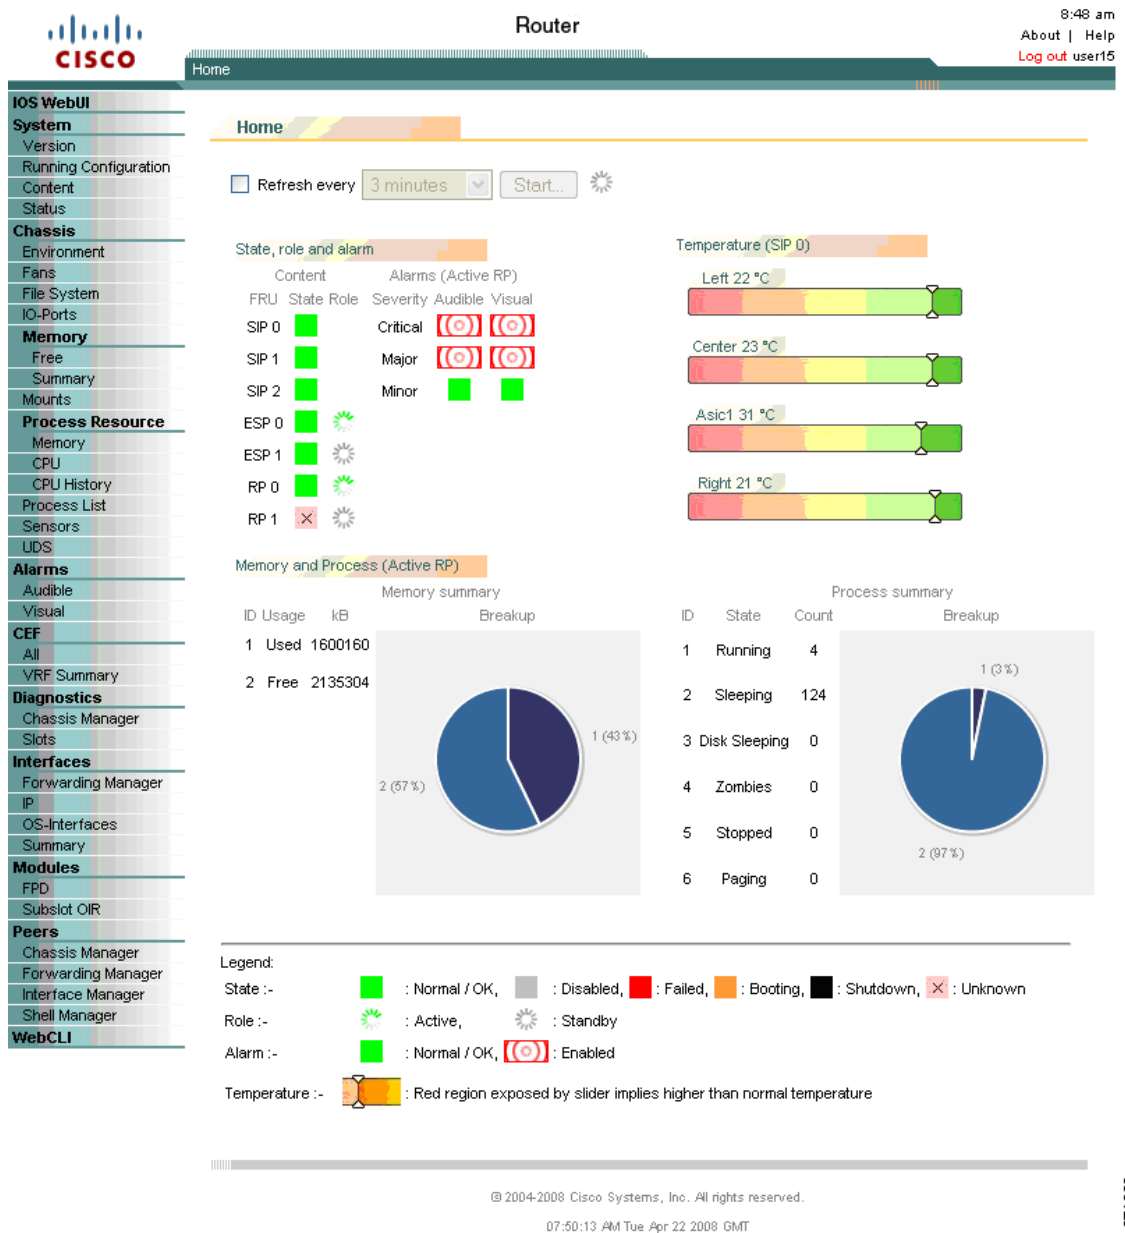 8:48 am
Router
About | Help
CISCO
Log out user15
Home
IOS WebUI
System
Version
Running Configuration
Content
Status
Chassis
Environment
Fans
File System
IO-Ports
Memory
Free
Summary
Mounts
Process Resource
Memory
CPU
CPU History
Process List
Sensors
UDS
Alarms
Audible
Visual
CEF
All
VRF Summary
Diagnostics
Chassis Manager
Slots
Interfaces
Forwarding Manager
IP
OS-Interfaces
Summary
Modules
FPD
Subslot OIR
Peers
Chassis Manager
Forwarding Manager
Interface Manager
Shell Manager
WebCLI
Home
Refresh every 3 minutes Start...
State, role and alarm
Content Alarms (Active RP)
FRU State Role Severity Audible Visual
SIP 0 Critical
SIP 1 Major
SIP 2 Minor
ESP 0
ESP 1
RP 0
RP 1
Temperature (SIP 0)
Left 22 °C
Center 23 °C
Asic1 31 °C
Right 21 °C
Memory and Process (Active RP)
Memory summary
ID Usage kB Breakup
1 Used 1600160
2 Free 2135304
1 (43%)
2 (57%)
Process summary
ID State Count Breakup
1 Running 4
2 Sleeping 124
3 Disk Sleeping 0
4 Zombies 0
5 Stopped 0
6 Paging 0
1 (3%)
2 (97%)
Legend:
State :- : Normal / OK, : Disabled, : Failed, : Booting, : Shutdown, : Unknown
Role :- : Active, : Standby
Alarm :- : Normal / OK, : Enabled
Temperature :- : Red region exposed by slider implies higher than normal temperature
© 2004-2008 Cisco Systems, Inc. All rights reserved.
07:50:13 AM Tue Apr 22 2008 GMT